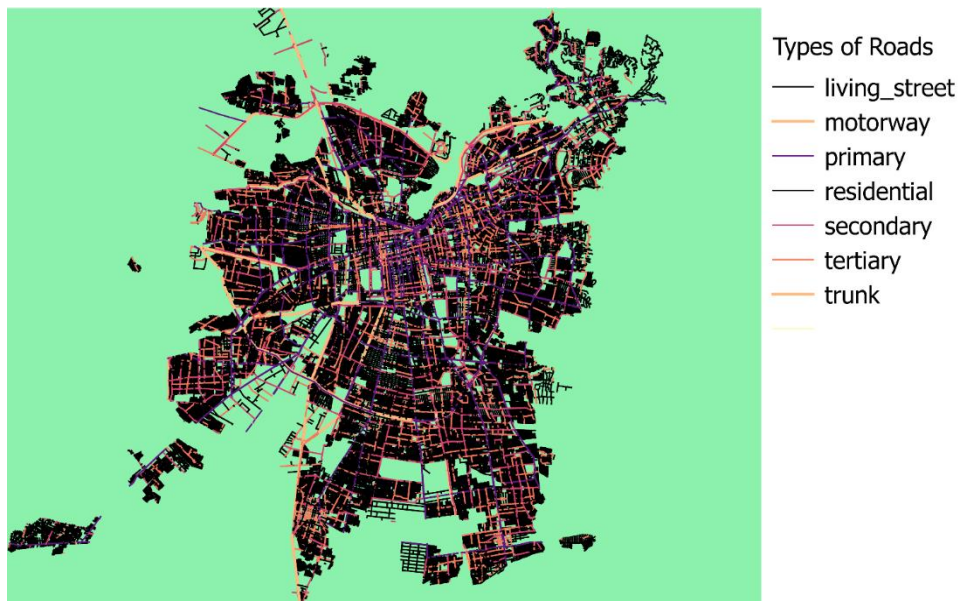 Types of Roads
living_street
motorway
primary
residential
secondary
tertiary
trunk